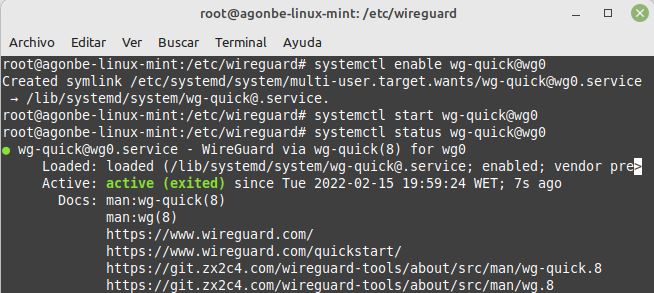 root@agonbe-linux-mint: /etc/wireguard
Archivo Editar Ver Buscar Terminal Ayuda
root@agonbe-linux-mint:/etc/wireguard# systemctl enable wg-quick@wg0
Created symlink /etc/systemd/system/multi-user.target.wants/wg-quick@wg0.service
→ /lib/systemd/system/wg-quick@.service.
root@agonbe-linux-mint:/etc/wireguard# systemctl start wg-quick@wg0
root@agonbe-linux-mint:/etc/wireguard# systemctl status wg-quick@wg0
● wg-quick@wg0.service - WireGuard via wg-quick(8) for wg0
Loaded: loaded (/lib/systemd/system/wg-quick@.service; enabled; vendor pre>
Active: active (exited) since Tue 2022-02-15 19:59:24 WET; 7s ago
Docs: man:wg-quick(8)
man:wg(8)
https://www.wireguard.com/
https://www.wireguard.com/quickstart/
https://git.zx2c4.com/wireguard-tools/about/src/man/wg-quick.8
https://git.zx2c4.com/wireguard-tools/about/src/man/wg.8